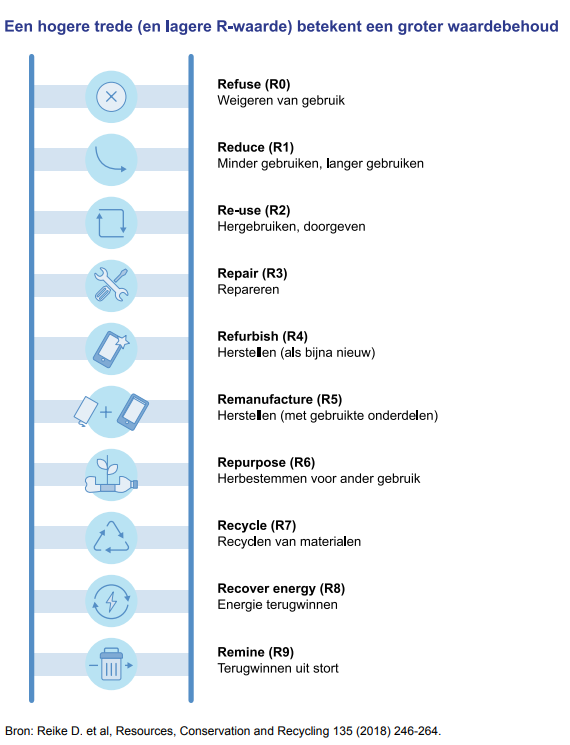 Een hogere trede (en lagere R-waarde) betekent een groter waardebehoud
Refuse (R0)
Weigeren van gebruik
Reduce (R1)
Minder gebruiken, langer gebruiken
Re-use (R2)
Hergebruiken, doorgeven
Repair (R3)
Repareren
Refurbish (R4)
Herstellen (als bijna nieuw)
Remanufacture (R5)
Herstellen (met gebruikte onderdelen)
Repurpose (R6)
Herbestemmen voor ander gebruik
Recycle (R7)
Recyclen van materialen
Recover energy (R8)
Energie terugwinnen
Remine (R9)
Terugwinnen uit stort
Bron: Reike D. et al, Resources, Conservation and Recycling 135 (2018) 246-264.